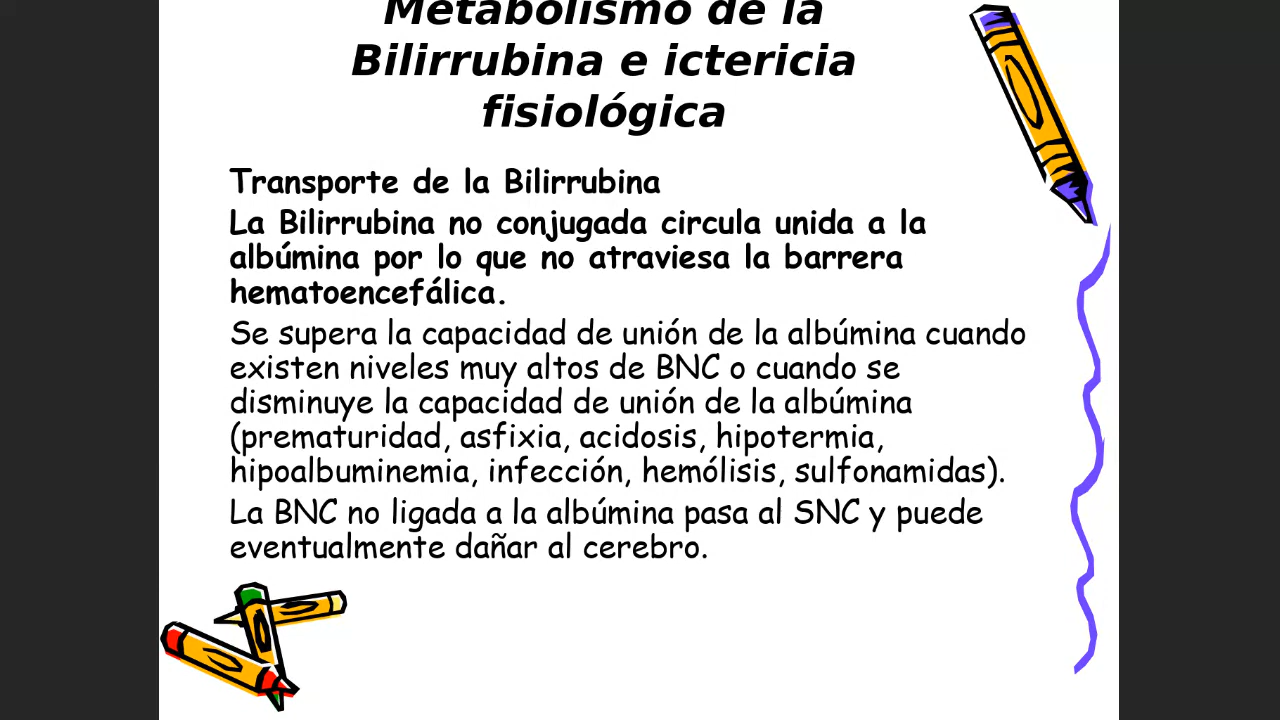 Metabolismo de la
Bilirrubina e ictericia
fisiológica
Transporte de la Bilirrubina
La Bilirrubina no conjugada circula unida a la
albúmina por lo que no atraviesa la barrera
hematoencefálica.
Se supera la capacidad de unión de la albúmina cuando
existen niveles muy altos de BNC o cuando se
disminuye la capacidad de unión de la albúmina
(prematuridad, asfixia, acidosis, hipotermia,
hipoalbuminemia, infección, hemólisis, sulfonamidas).
La BNC no ligada a la albúmina pasa al SNC y puede
eventualmente dañar al cerebro.